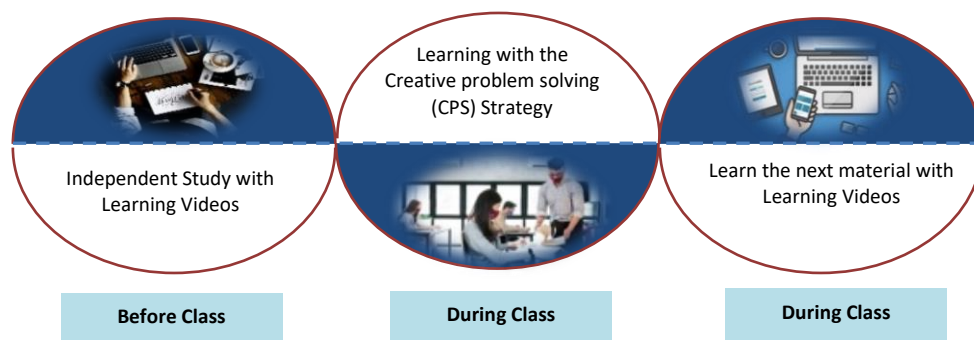 Independent Study with
Learning Videos
Before Class
Learning with the
Creative problem solving
(CPS) Strategy
During Class
Learn the next material with
Learning Videos
During Class